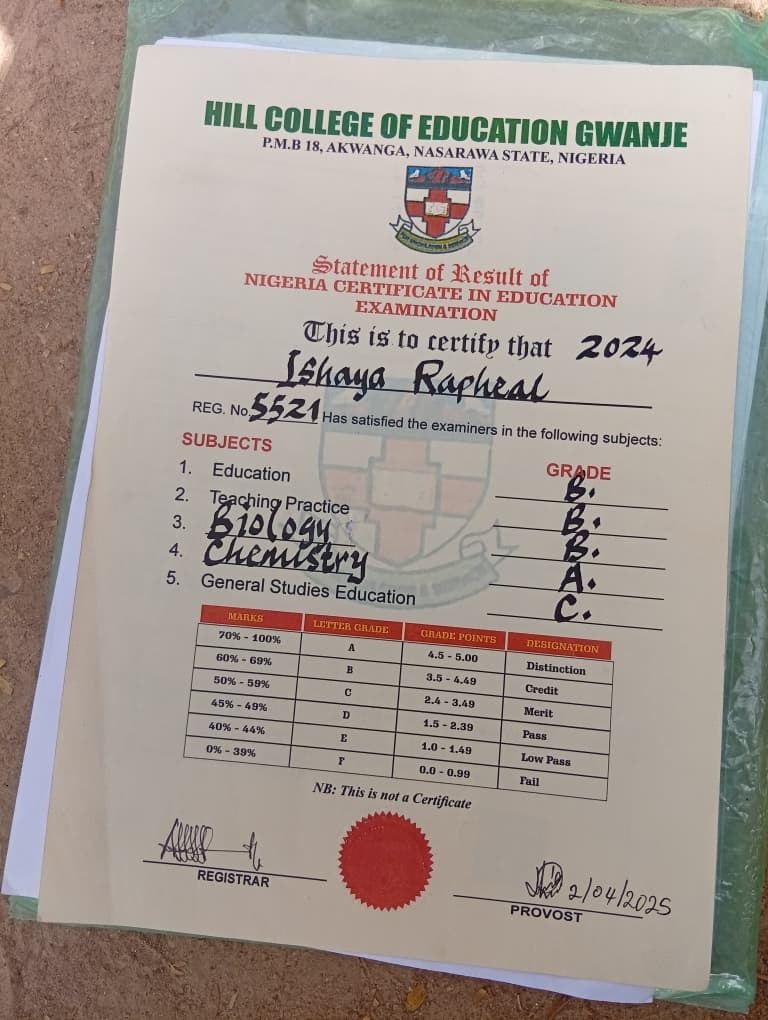 HILL COLLEGE OF EDUCATION GWANJE
P.M.B 18, AKWANGA, NASARAWA STATE, NIGERIA
Statement of Result of
NIGERIA CERTIFICATE IN EDUCATION
EXAMINATION
This is to certify that 2024
Ishaya Rapheal
REG. No. 5521 Has satisfied the examiners in the following subjects:
SUBJECTS GRADE
1. Education B.
2. Teaching Practice B.
3. Biology B.
4. Chemistry A.
5. General Studies Education C.
MARKS LETTER GRADE GRADE POINTS DESIGNATION
70% - 100% A 4.5 - 5.00 Distinction
60% - 69% B 3.5 - 4.49 Credit
50% - 59% C 2.4 - 3.49 Merit
45% - 49% D 1.5 - 2.39 Pass
40% - 44% E 1.0 - 1.49 Low Pass
0% - 39% F 0.0 - 0.99 Fail
NB: This is not a Certificate
2/04/2025
REGISTRAR PROVOST